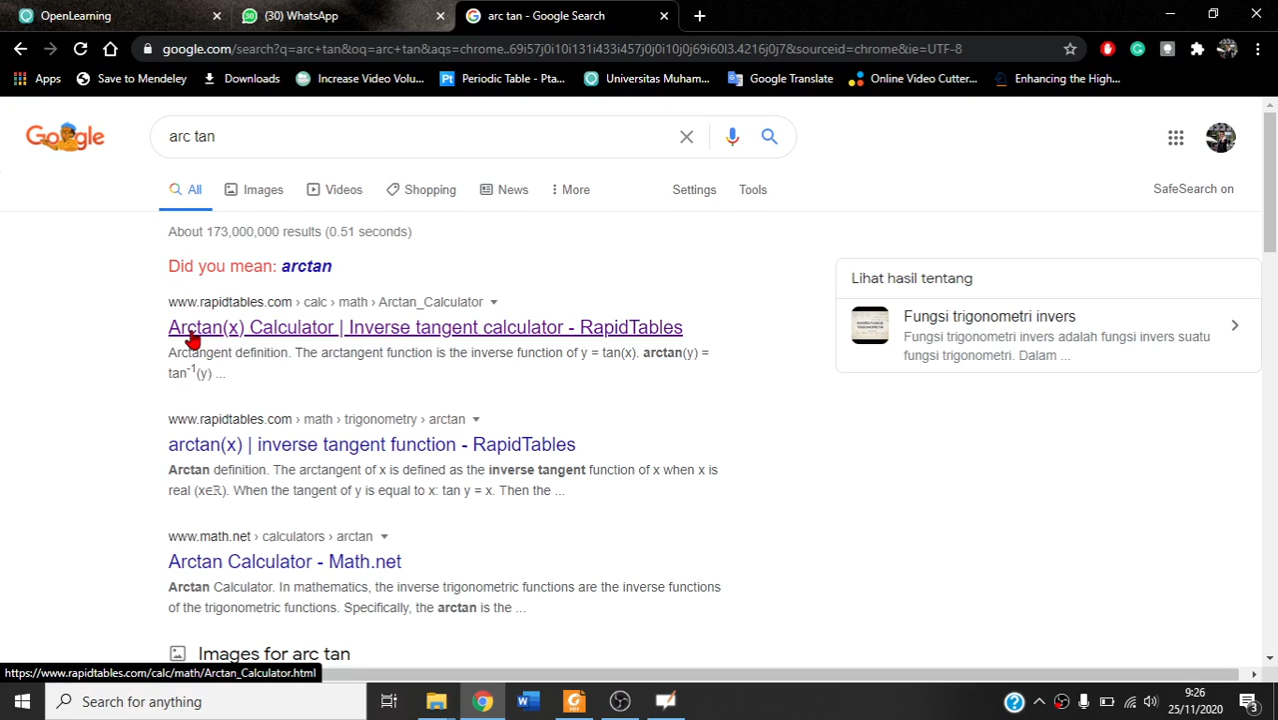 OpenLearning
(30) WhatsApp
arc tan - Google Search
google.com/search?q=arc+tan&oq=arc+tan&aqs=chrome..69i57j0i10i131i433i457j0j0i10j0j69i60l3.4216j0j7&sourceid=chrome&ie=UTF-8
Apps Save to Mendeley Downloads Increase Video Volu... Periodic Table - Pta... Universitas Muham... Google Translate Online Video Cutter... Enhancing the High...
Google
arc tan
All Images Videos Shopping News More Settings Tools
SafeSearch on
About 173,000,000 results (0.51 seconds)
Did you mean: arctan
www.rapidtables.com › calc › math › Arctan_Calculator
Arctan(x) Calculator | Inverse tangent calculator - RapidTables
Arctangent definition. The arctangent function is the inverse function of y = tan(x). arctan(y) =
tan-1(y) ...
www.rapidtables.com › math › trigonometry › arctan
arctan(x) | inverse tangent function - RapidTables
Arctan definition. The arctangent of x is defined as the inverse tangent function of x when x is
real (x∈ℝ). When the tangent of y is equal to x: tan y = x. Then the ...
www.math.net › calculators › arctan
Arctan Calculator - Math.net
Arctan Calculator. In mathematics, the inverse trigonometric functions are the inverse functions
of the trigonometric functions. Specifically, the arctan is the ...
Images for arc tan
Lihat hasil tentang
Fungsi trigonometri invers
Fungsi trigonometri invers adalah fungsi invers suatu
fungsi trigonometri. Dalam ...
https://www.rapidtables.com/calc/math/Arctan_Calculator.html
Search for anything
9:26
25/11/2020
3